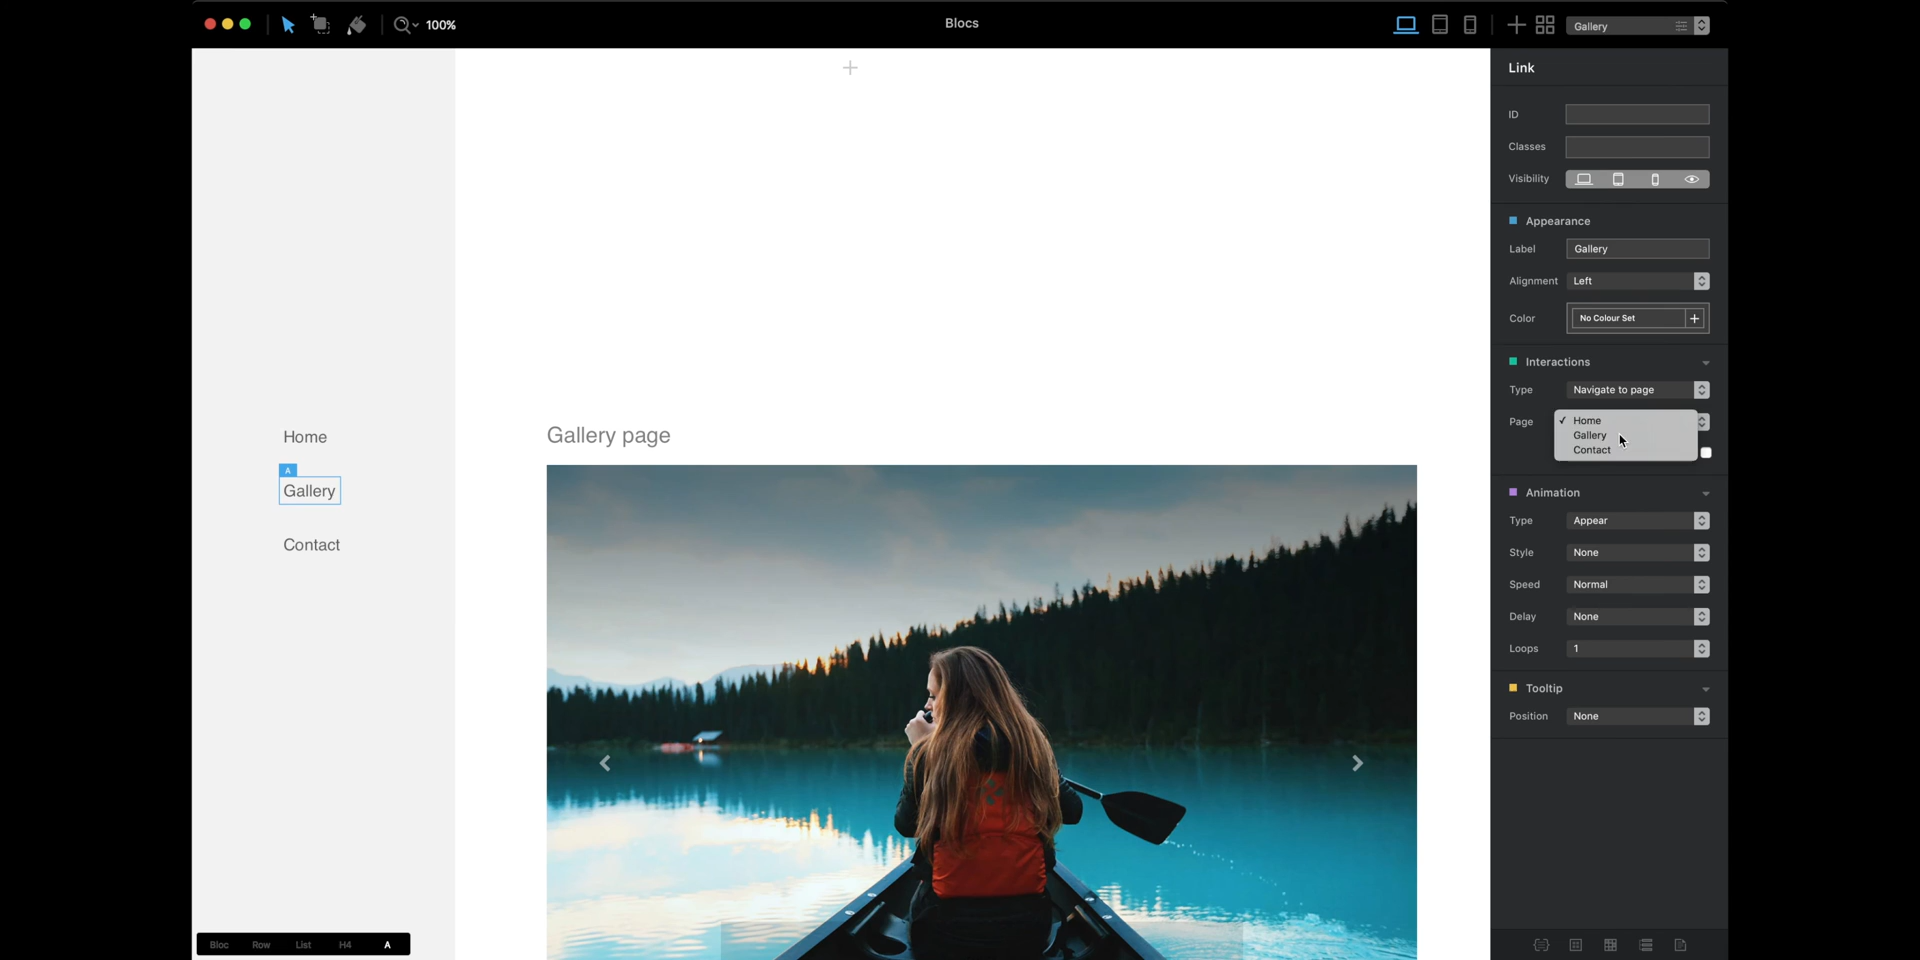 100%
Blocs
Gallery
Link
ID
Classes
Visibility
Appearance
Label
Gallery
Alignment
Left
Color
No Colour Set
Interactions
Type
Navigate to page
Page
✓ Home
Gallery
Contact
Animation
Type
Appear
Style
None
Speed
Normal
Delay
None
Loops
1
Tooltip
Position
None
Home
A
Gallery
Contact
Gallery page
Bloc Row List H4 A